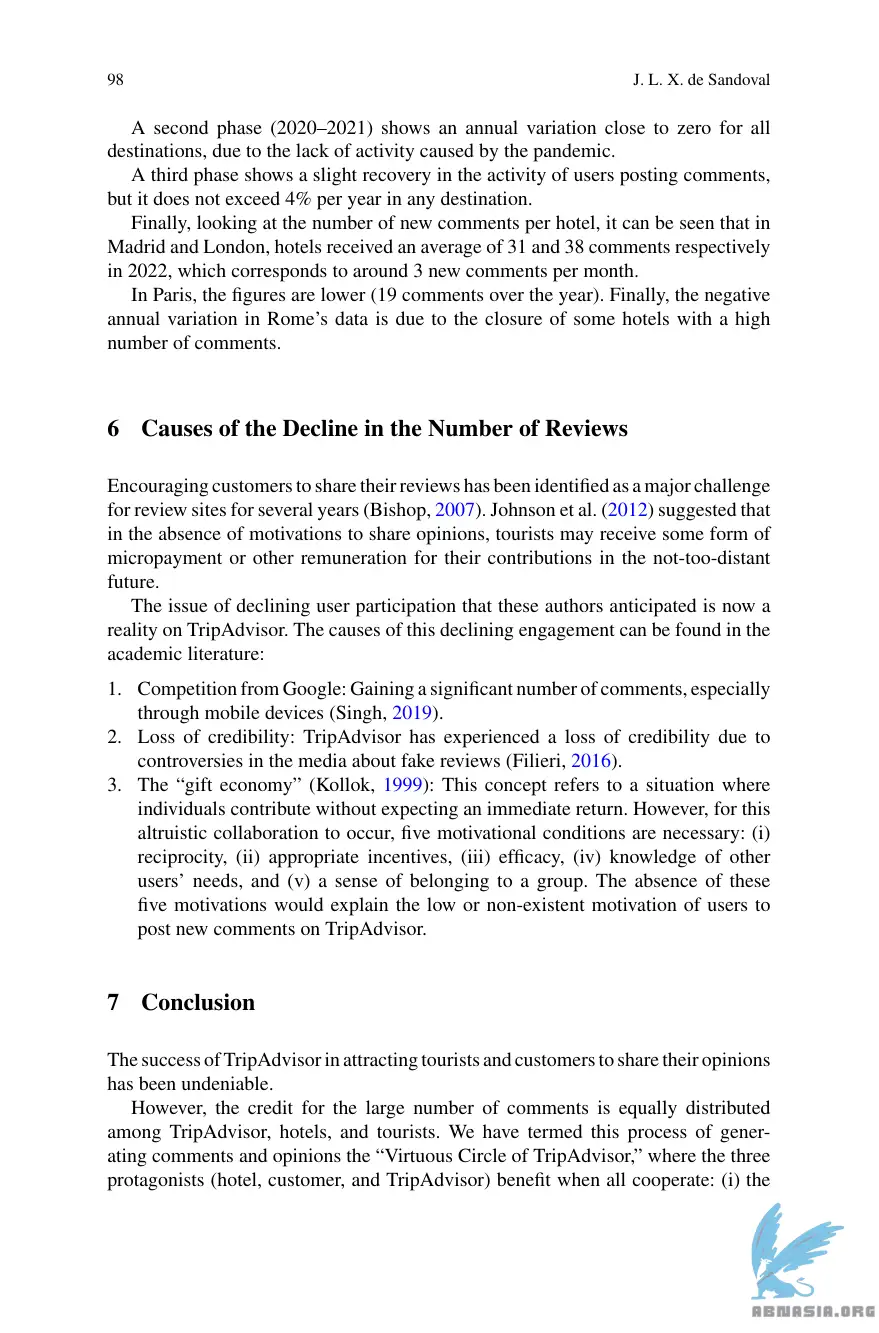 98
J. L. X. de Sandoval
A second phase (2020–2021) shows an annual variation close to zero for all
destinations, due to the lack of activity caused by the pandemic.
A third phase shows a slight recovery in the activity of users posting comments,
but it does not exceed 4% per year in any destination.
Finally, looking at the number of new comments per hotel, it can be seen that in
Madrid and London, hotels received an average of 31 and 38 comments respectively
in 2022, which corresponds to around 3 new comments per month.
In Paris, the figures are lower (19 comments over the year). Finally, the negative
annual variation in Rome’s data is due to the closure of some hotels with a high
number of comments.
6 Causes of the Decline in the Number of Reviews
Encouraging customers to share their reviews has been identified as a major challenge
for review sites for several years (Bishop, 2007). Johnson et al. (2012) suggested that
in the absence of motivations to share opinions, tourists may receive some form of
micropayment or other remuneration for their contributions in the not-too-distant
future.
The issue of declining user participation that these authors anticipated is now a
reality on TripAdvisor. The causes of this declining engagement can be found in the
academic literature:
1. Competition from Google: Gaining a significant number of comments, especially
through mobile devices (Singh, 2019).
2. Loss of credibility: TripAdvisor has experienced a loss of credibility due to
controversies in the media about fake reviews (Filieri, 2016).
3. The “gift economy” (Kollok, 1999): This concept refers to a situation where
individuals contribute without expecting an immediate return. However, for this
altruistic collaboration to occur, five motivational conditions are necessary: (i)
reciprocity, (ii) appropriate incentives, (iii) efficacy, (iv) knowledge of other
users’ needs, and (v) a sense of belonging to a group. The absence of these
five motivations would explain the low or non-existent motivation of users to
post new comments on TripAdvisor.
7 Conclusion
The success of TripAdvisor in attracting tourists and customers to share their opinions
has been undeniable.
However, the credit for the large number of comments is equally distributed
among TripAdvisor, hotels, and tourists. We have termed this process of gener-
ating comments and opinions the “Virtuous Circle of TripAdvisor,” where the three
protagonists (hotel, customer, and TripAdvisor) benefit when all cooperate: (i) the
ABNASIA.ORG